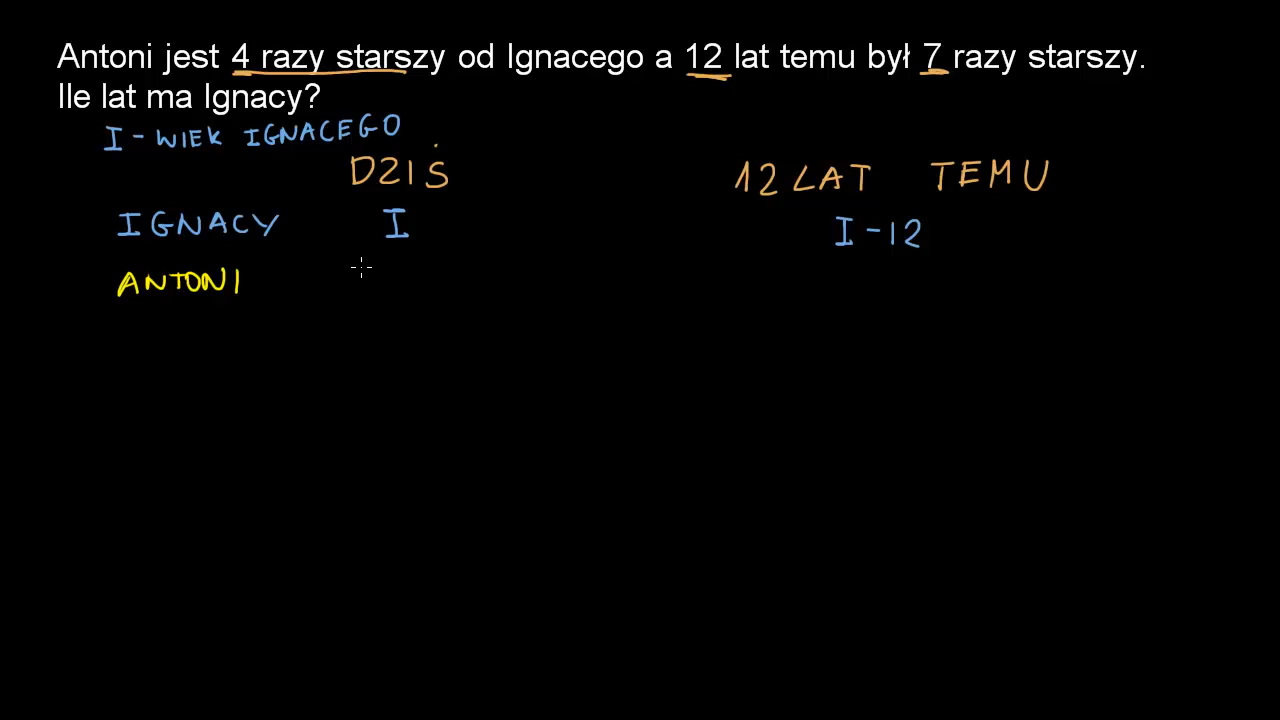 Antoni jest 4 razy starszy od Ignacego a 12 lat temu był 7 razy starszy.
Ile lat ma Ignacy?
I - WIEK IGNACEGO
DZIŚ 12 LAT TEMU
IGNACY I I - 12
ANTONI